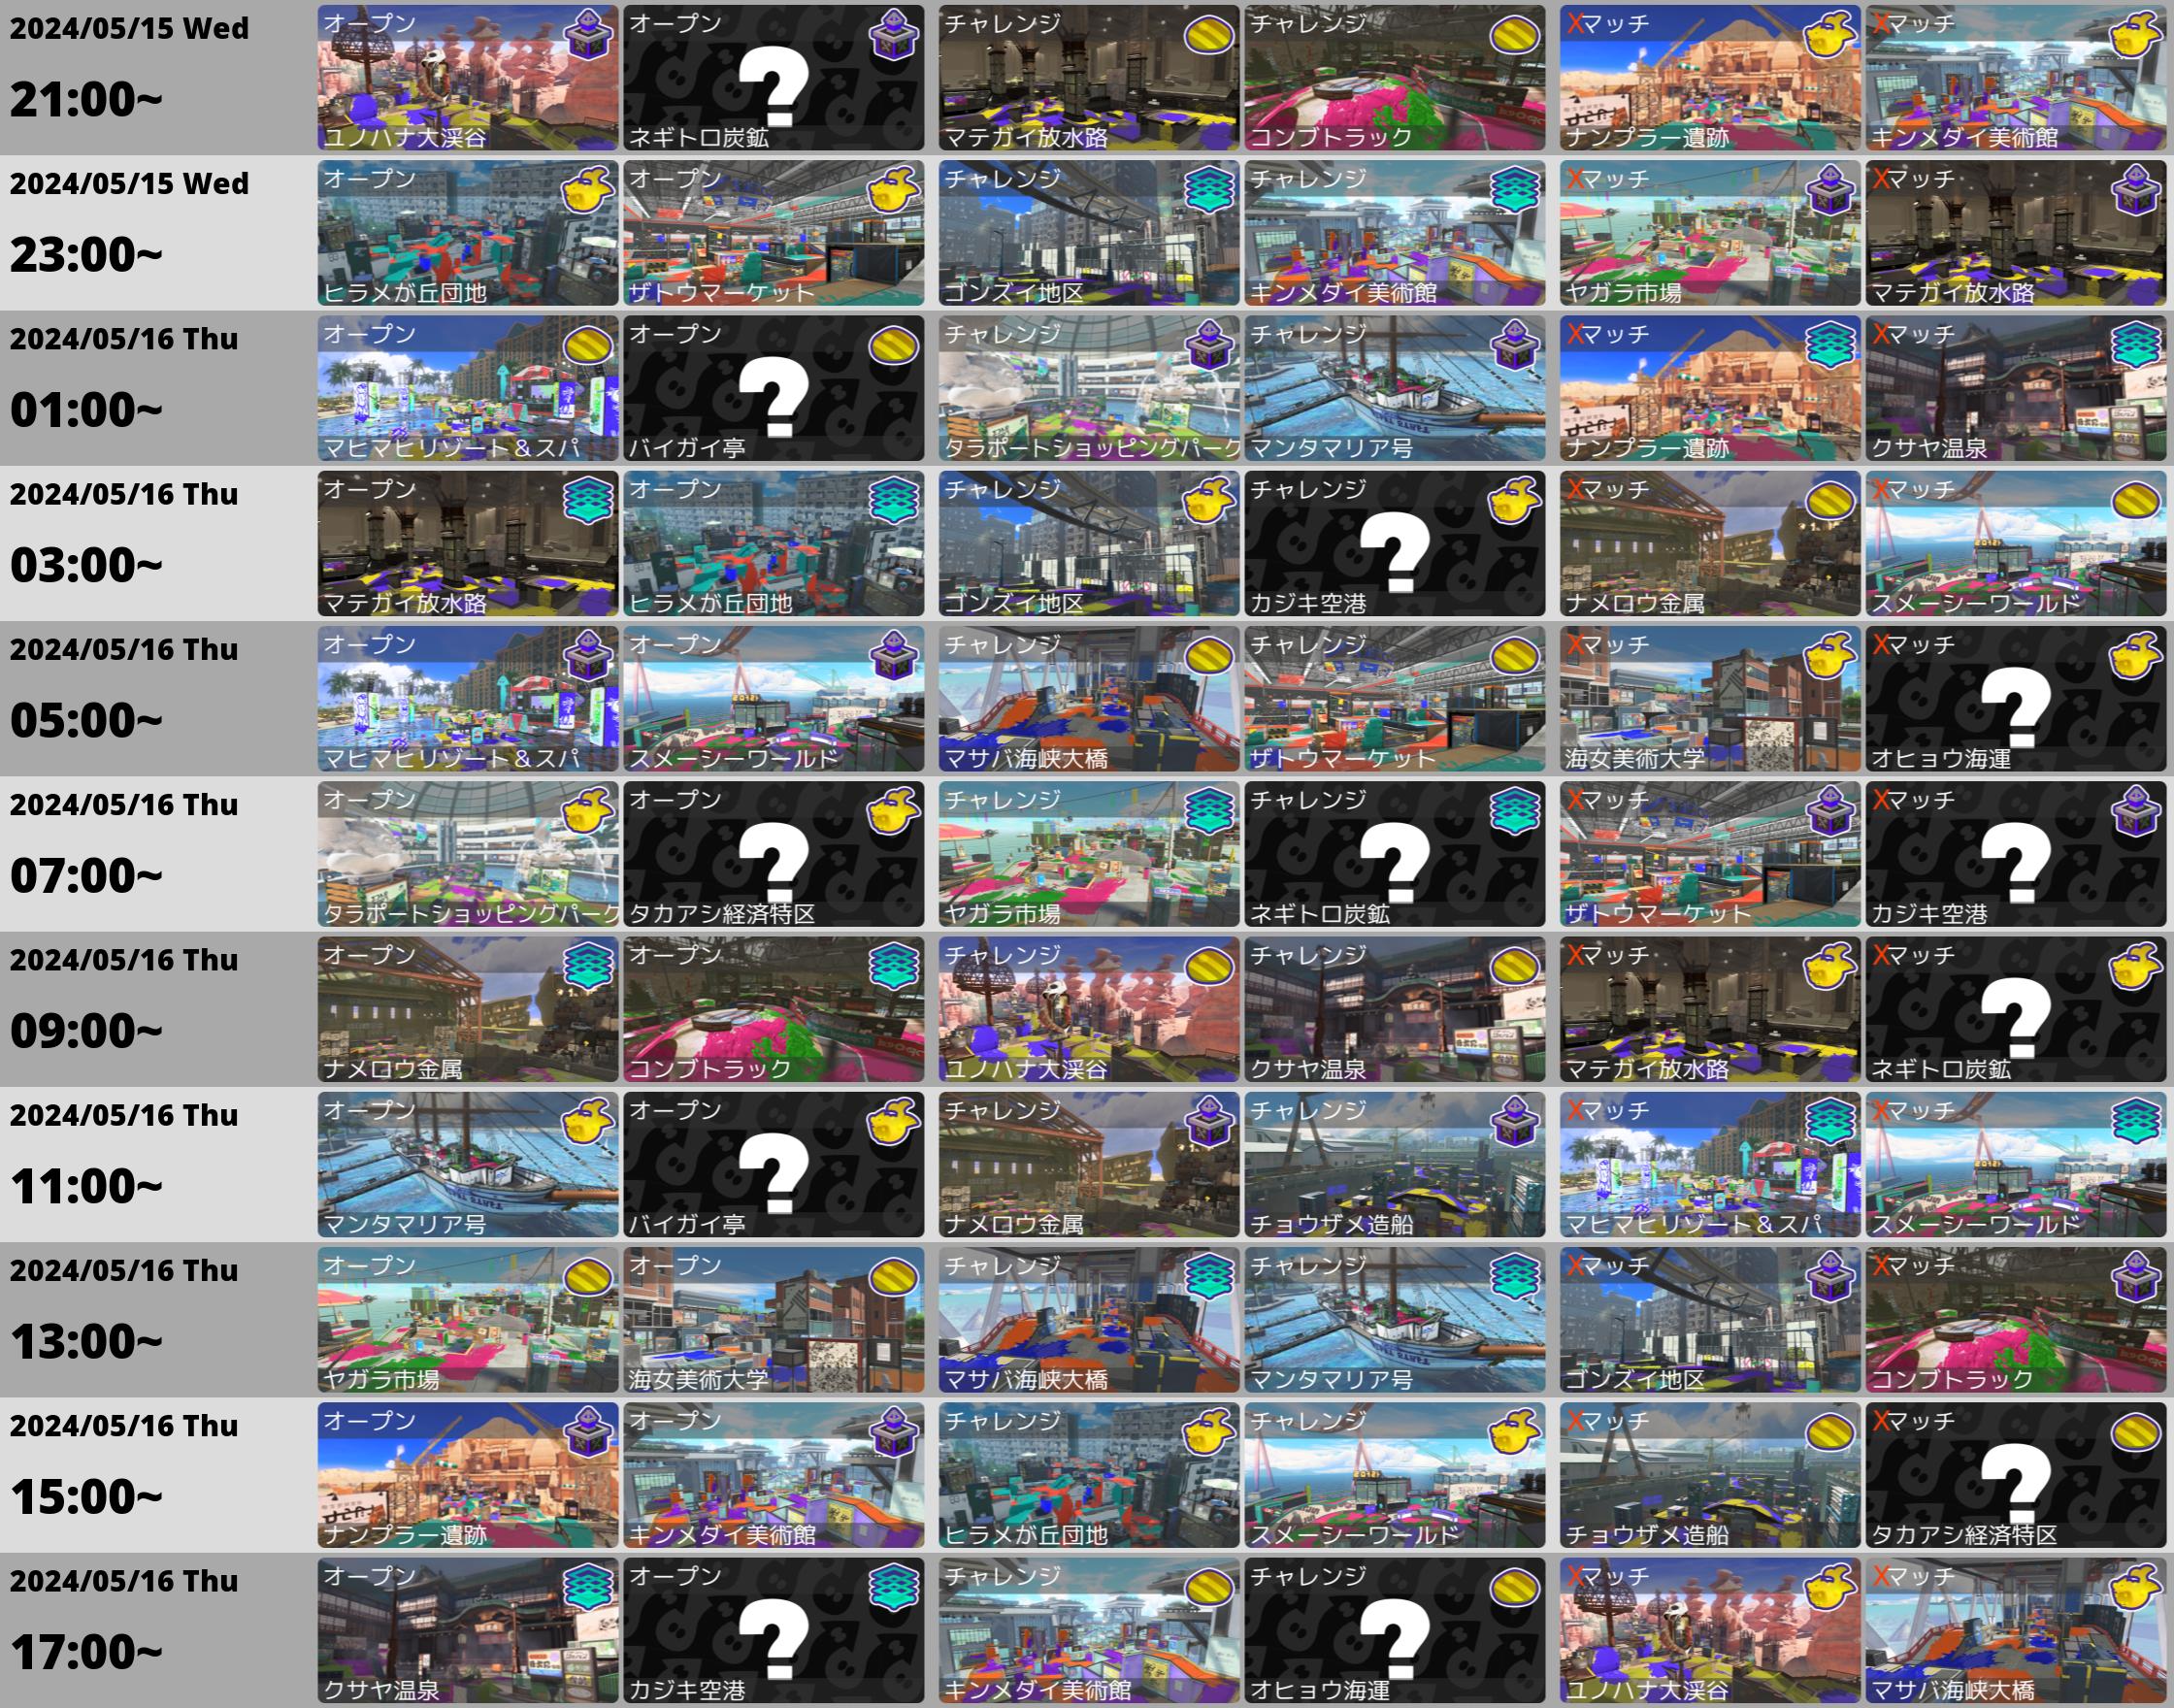 2024/05/15 Wed
21:00~
オープン
ユノハナ大渓谷
オープン
ネギトロ炭鉱
チャレンジ
マテガイ放水路
チャレンジ
コンブトラック
Xマッチ
ナンプラー遺跡
Xマッチ
キンメダイ美術館
2024/05/15 Wed
23:00~
オープン
ヒラメが丘団地
オープン
ザトウマーケット
チャレンジ
ゴンズイ地区
チャレンジ
キンメダイ美術館
Xマッチ
ヤガラ市場
Xマッチ
マテガイ放水路
2024/05/16 Thu
01:00~
オープン
マヒマヒリゾート＆スパ
オープン
バイガイ亭
チャレンジ
タラポートショッピングパーク
チャレンジ
マンタマリア号
Xマッチ
ナンプラー遺跡
Xマッチ
クサヤ温泉
2024/05/16 Thu
03:00~
オープン
マテガイ放水路
オープン
ヒラメが丘団地
チャレンジ
ゴンズイ地区
チャレンジ
カジキ空港
Xマッチ
ナメロウ金属
Xマッチ
スメーシーワールド
2024/05/16 Thu
05:00~
オープン
マヒマヒリゾート＆スパ
オープン
スメーシーワールド
チャレンジ
マサバ海峡大橋
チャレンジ
ザトウマーケット
Xマッチ
海女美術大学
Xマッチ
オヒョウ海運
2024/05/16 Thu
07:00~
オープン
タラポートショッピングパーク
オープン
タカアシ経済特区
チャレンジ
ヤガラ市場
チャレンジ
ネギトロ炭鉱
Xマッチ
ザトウマーケット
Xマッチ
カジキ空港
2024/05/16 Thu
09:00~
オープン
ナメロウ金属
オープン
コンブトラック
チャレンジ
ユノハナ大渓谷
チャレンジ
クサヤ温泉
Xマッチ
マテガイ放水路
Xマッチ
ネギトロ炭鉱
2024/05/16 Thu
11:00~
オープン
マンタマリア号
オープン
バイガイ亭
チャレンジ
ナメロウ金属
チャレンジ
チョウザメ造船
Xマッチ
マヒマヒリゾート＆スパ
Xマッチ
スメーシーワールド
2024/05/16 Thu
13:00~
オープン
ヤガラ市場
オープン
海女美術大学
チャレンジ
マサバ海峡大橋
チャレンジ
マンタマリア号
Xマッチ
ゴンズイ地区
Xマッチ
コンブトラック
2024/05/16 Thu
15:00~
オープン
ナンプラー遺跡
オープン
キンメダイ美術館
チャレンジ
ヒラメが丘団地
チャレンジ
スメーシーワールド
Xマッチ
チョウザメ造船
Xマッチ
タカアシ経済特区
2024/05/16 Thu
17:00~
オープン
クサヤ温泉
オープン
カジキ空港
チャレンジ
キンメダイ美術館
チャレンジ
オヒョウ海運
Xマッチ
ユノハナ大渓谷
Xマッチ
マサバ海峡大橋